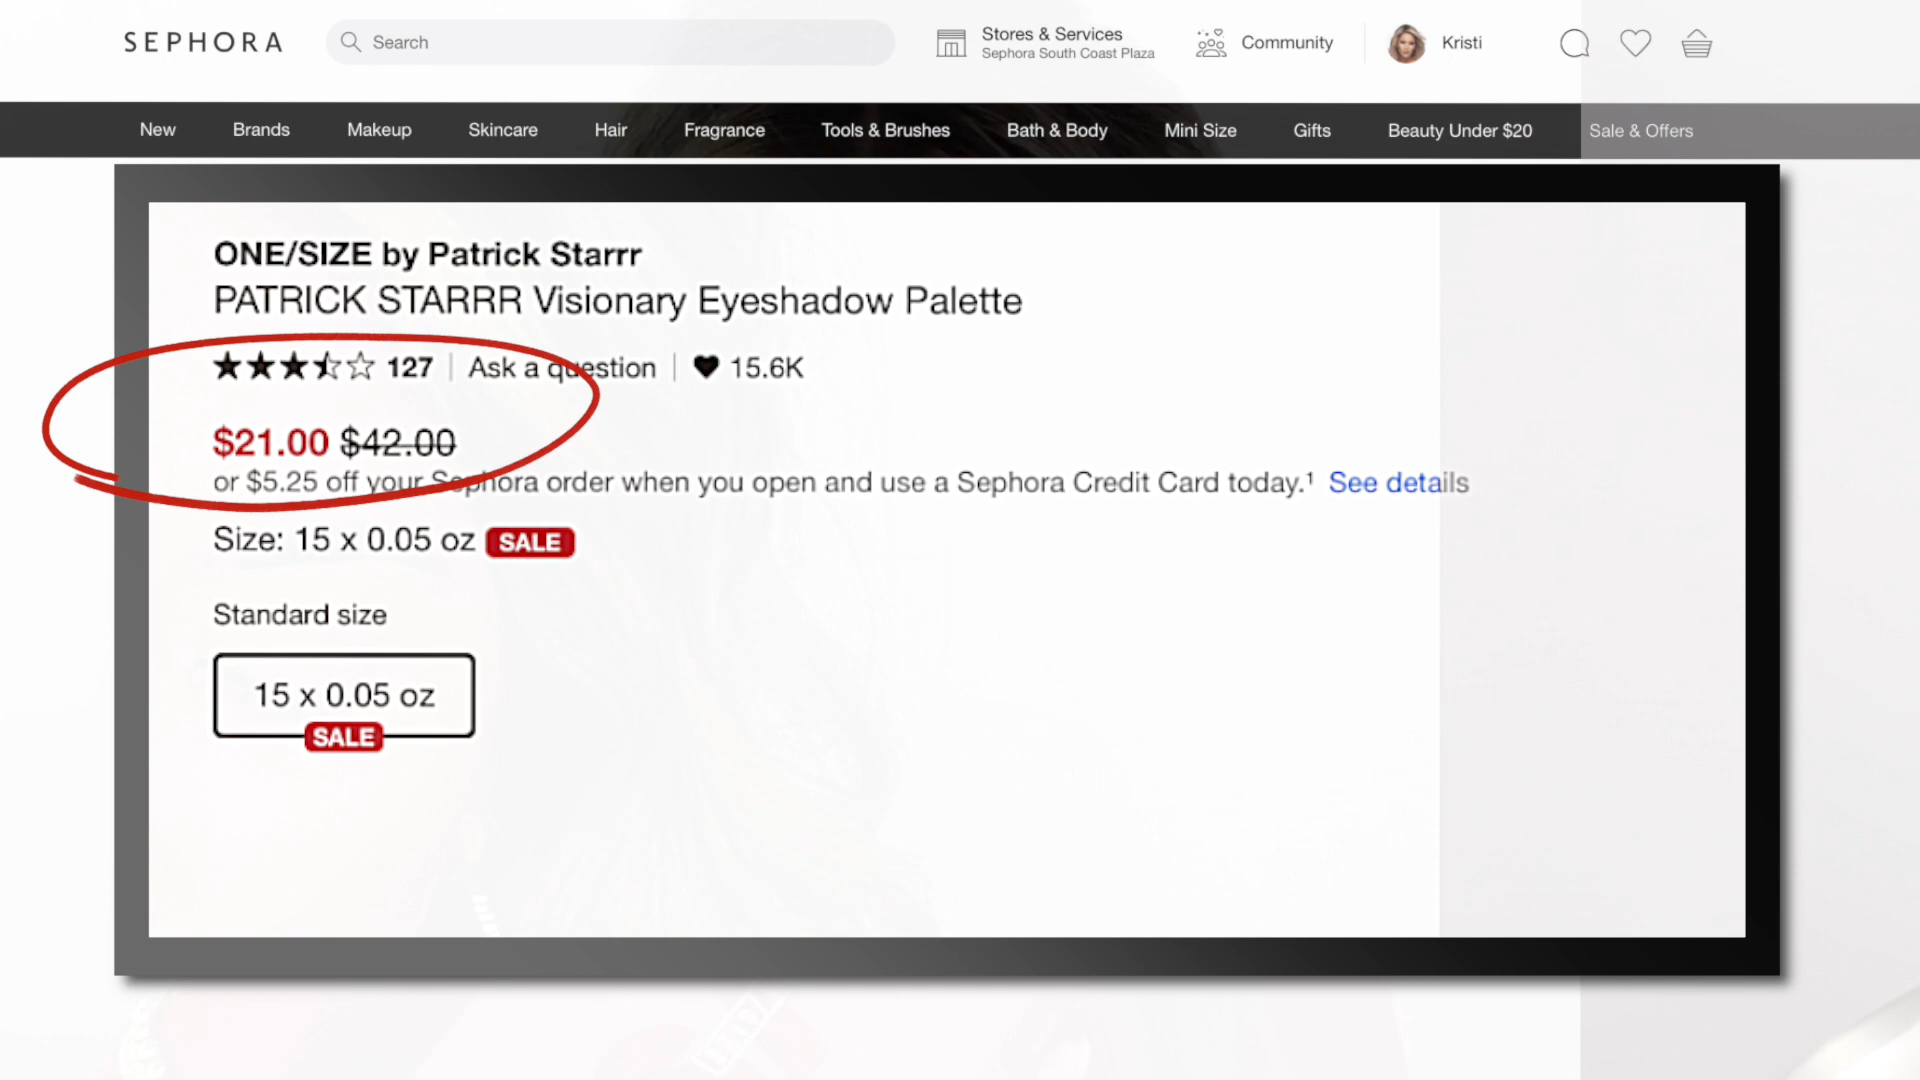 SEPHORA
Search
Stores & Services
Sephora South Coast Plaza
Community
Kristi
New Brands Makeup Skincare Hair Fragrance Tools & Brushes Bath & Body Mini Size Gifts Beauty Under $20 Sale & Offers
ONE/SIZE by Patrick Starrr
PATRICK STARRR Visionary Eyeshadow Palette
127 | Ask a question | 15.6K
$21.00 $42.00
or $5.25 off your Sephora order when you open and use a Sephora Credit Card today.¹ See details
Size: 15 x 0.05 oz SALE
Standard size
15 x 0.05 oz
SALE